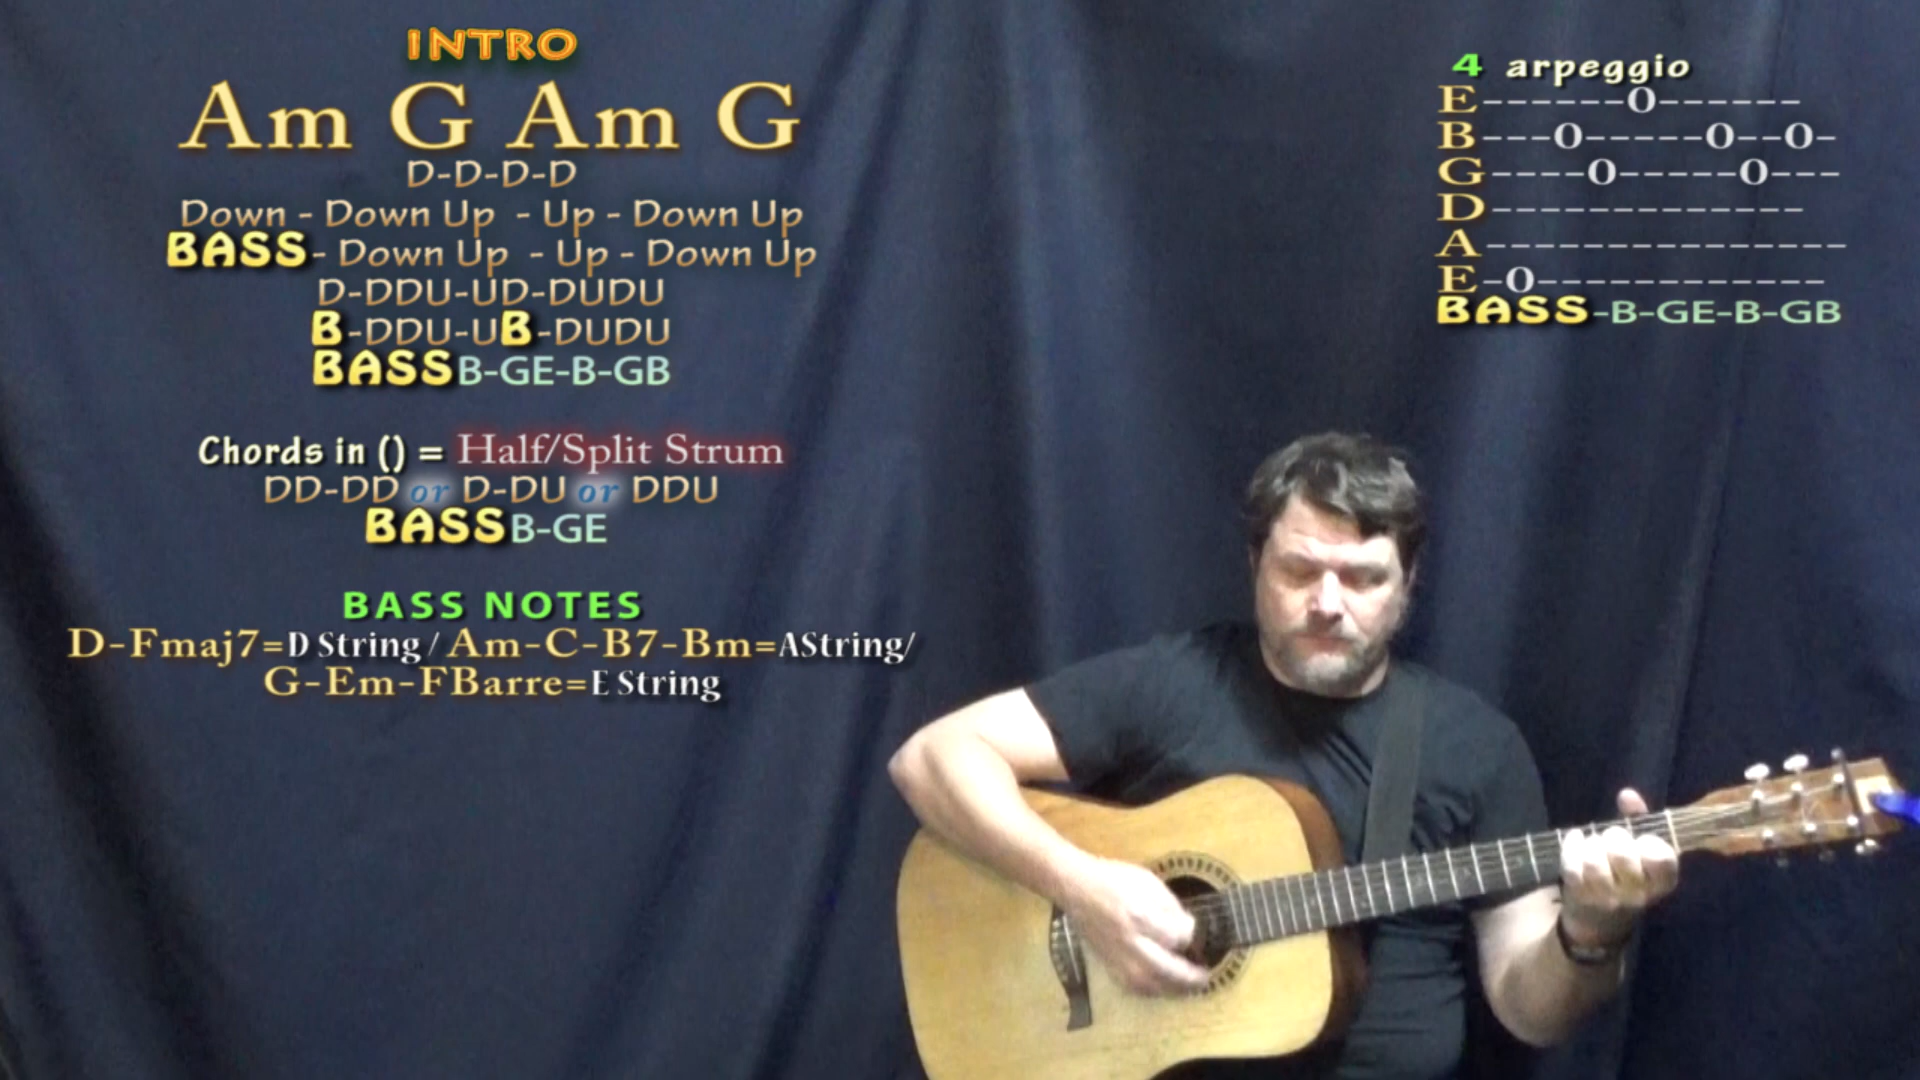 INTRO
Am G Am G
D-D-D-D
Down - Down Up - Up - Down Up
BASS - Down Up - Up - Down Up
D-DDU-UD-DUDU
B-DDU-UB-DUDU
BASSB-GE-B-GB
Chords in () = Half/Split Strum
DD-DD or D-DU or DDU
BASSB-GE
BASS NOTES
D-Fmaj7=D String / Am-C-B7-Bm=AString/
G-Em-FBarre=E String
4 arpeggio
E------0------
B---0-----0--0-
G----0-----0---
D--------------
A---------------
E-0------------
BASS-B-GE-B-GB